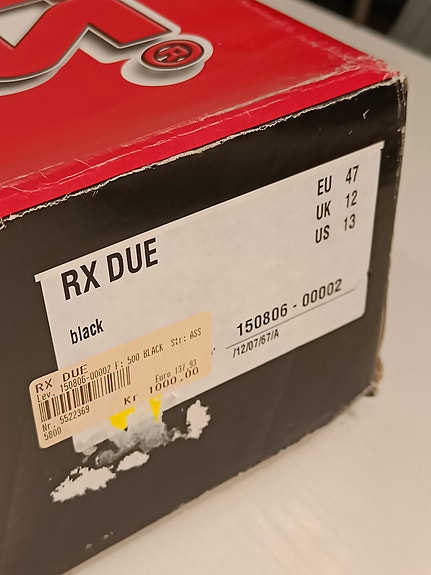 ®
EU 47
UK 12
US 13
RX DUE
black
150806 - 00002
/12/07/67/A
RX DUE
Lev. 150806-00002 F: 500 BLACK Str: ASS
Euro 137,93
Nr. 5522369
Kr 1000.00
5800